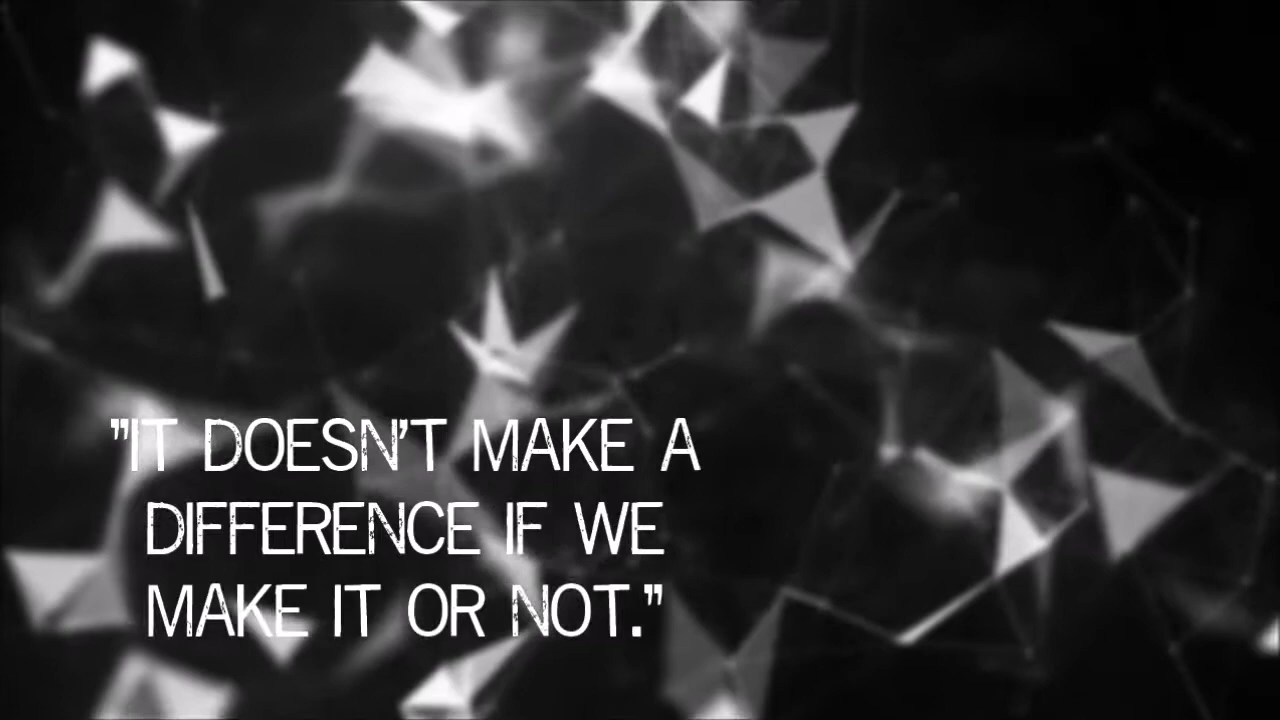 "IT DOESN'T MAKE A
DIFFERENCE IF WE
MAKE IT OR NOT."